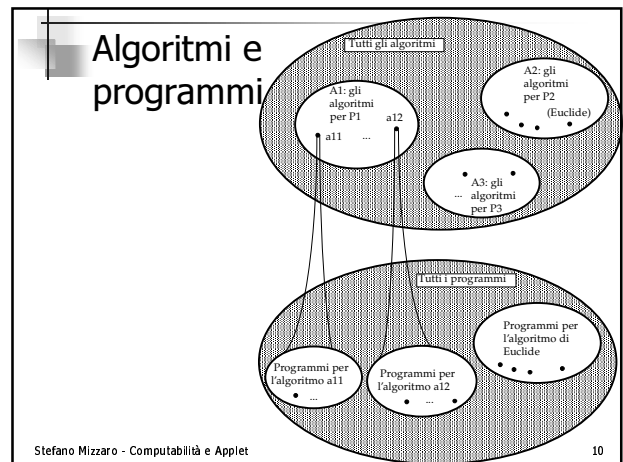 Algoritmi e
programmi
Tutti gli algoritmi
A1: gli
algoritmi
per P1
a12
a11
...
A2: gli
algoritmi
per P2
(Euclide)
A3: gli
... algoritmi
per P3
Tutti i programmi
Programmi per
l'algoritmo di
Euclide
Programmi per
l'algoritmo a11
...
Programmi per
l'algoritmo a12
...
Stefano Mizzaro - Computabilità e Applet
10